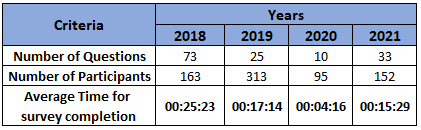 Criteria Years
2018 2019 2020 2021
Number of Questions 73 25 10 33
Number of Participants 163 313 95 152
Average Time for
survey completion 00:25:23 00:17:14 00:04:16 00:15:29